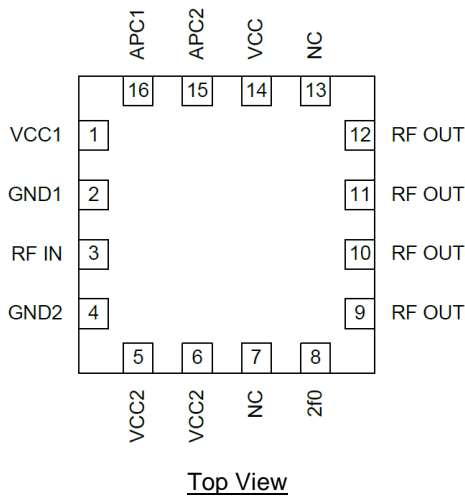 APC1 APC2 VCC NC
16 15 14 13
VCC1 1 12 RF OUT
GND1 2 11 RF OUT
RF IN 3 10 RF OUT
GND2 4 9 RF OUT
5 6 7 8
VCC2 VCC2 NC 2f0
Top View